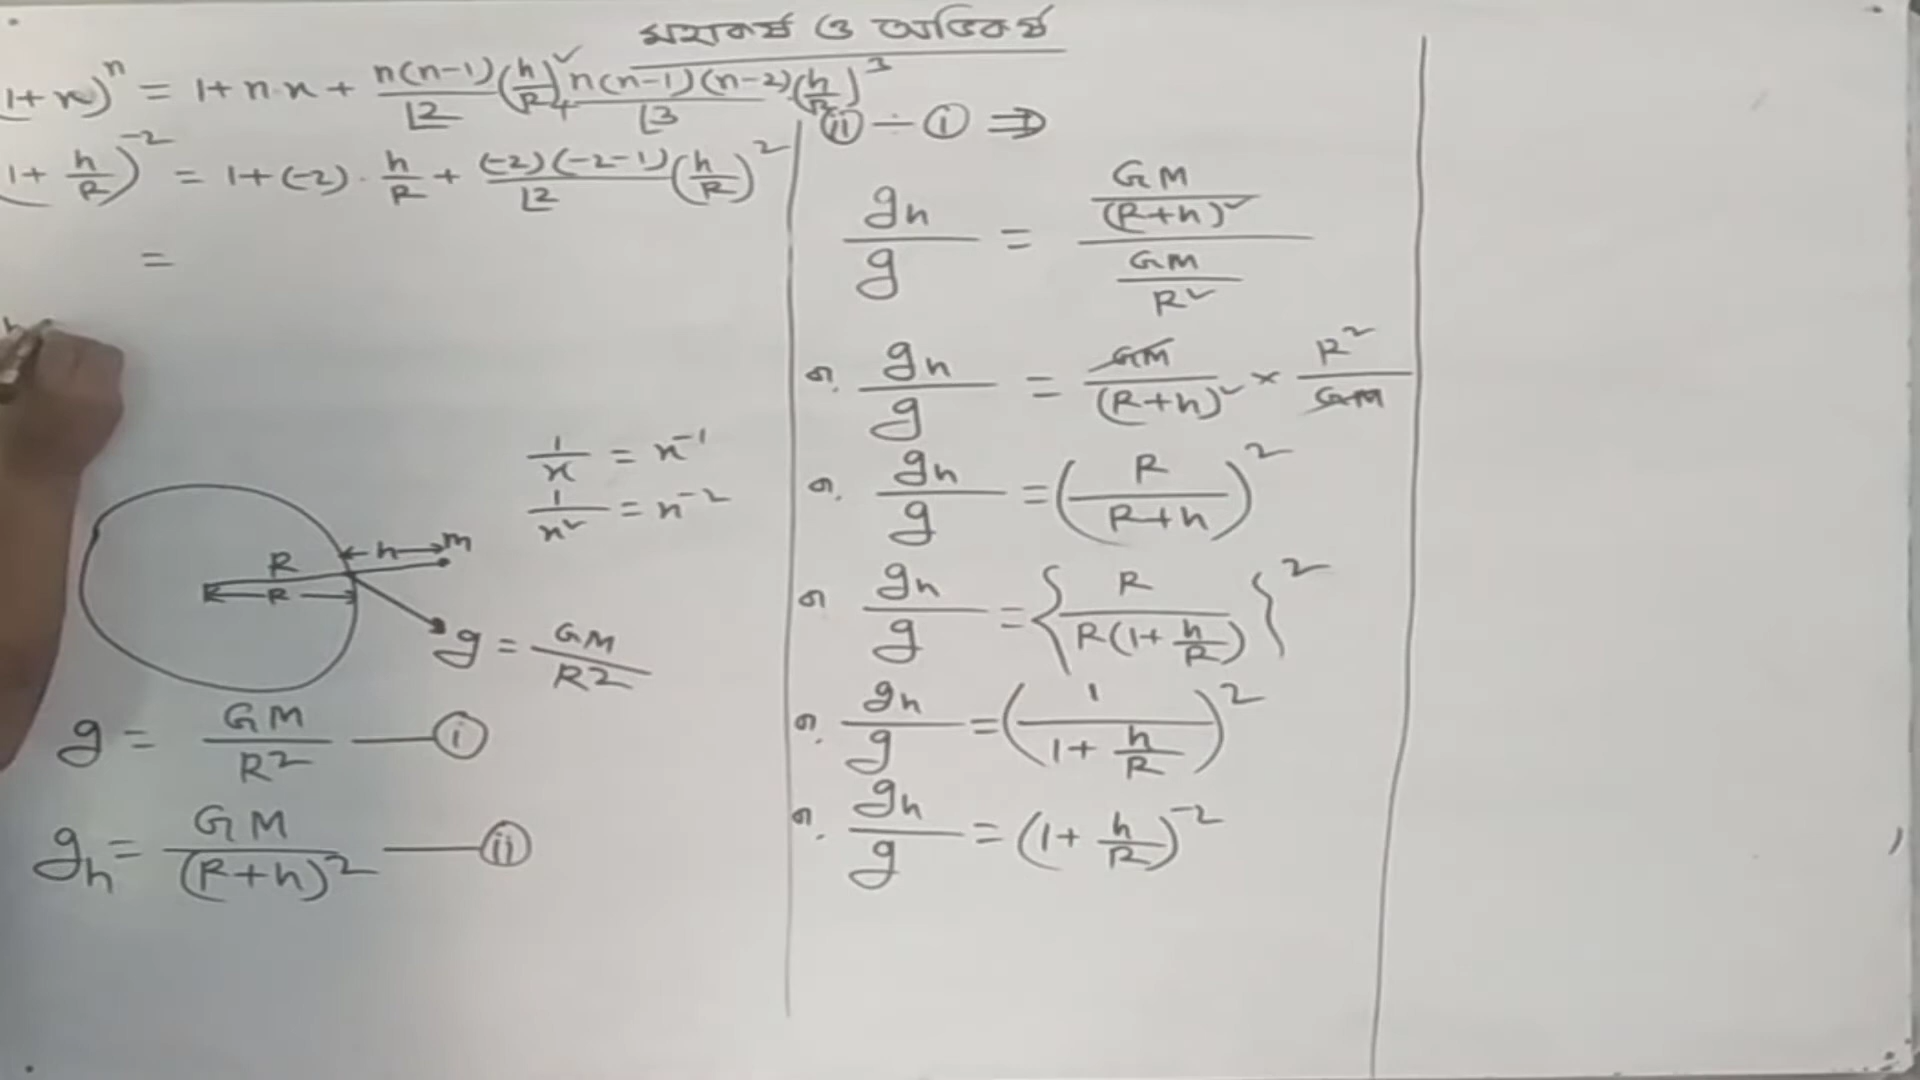 মহাকর্ষ ও অভিকর্ষ
(1+x)^n = 1+n·x+ n(n-1)/⌊2 (h/R)^2 + n(n-1)(n-2)/⌊3 (h/R)^3
(1+ h/R)^-2 = 1+(-2)· h/R + (-2)(-2-1)/⌊2 (h/R)^2
=
1/x = x^-1
1/x^2 = x^-2
R h m
R
g = GM/R2
g = GM/R2 — (i)
gh = GM/(R+h)2 — (ii)
(ii) ÷ (i) ⇒
gh/g = GM/(R+h)^2 / GM/R^2
বা. gh/g = GM/(R+h)^2 × R^2/GM
বা. gh/g = (R/R+h)^2
বা gh/g = {R/R(1+ h/R)}^2
বা. gh/g = (1/1+ h/R)^2
বা. gh/g = (1+ h/R)^-2